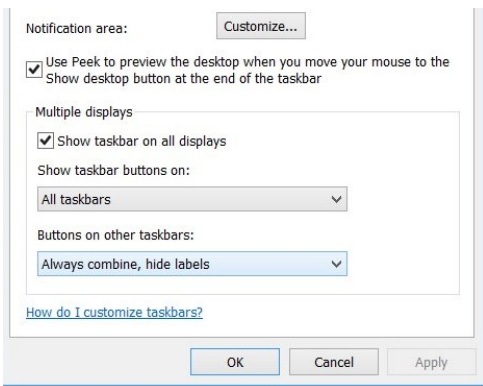 Notification area:
Customize...
Use Peek to preview the desktop when you move your mouse to the
Show desktop button at the end of the taskbar
Multiple displays
Show taskbar on all displays
Show taskbar buttons on:
All taskbars
Buttons on other taskbars:
Always combine, hide labels
How do I customize taskbars?
OK
Cancel
Apply